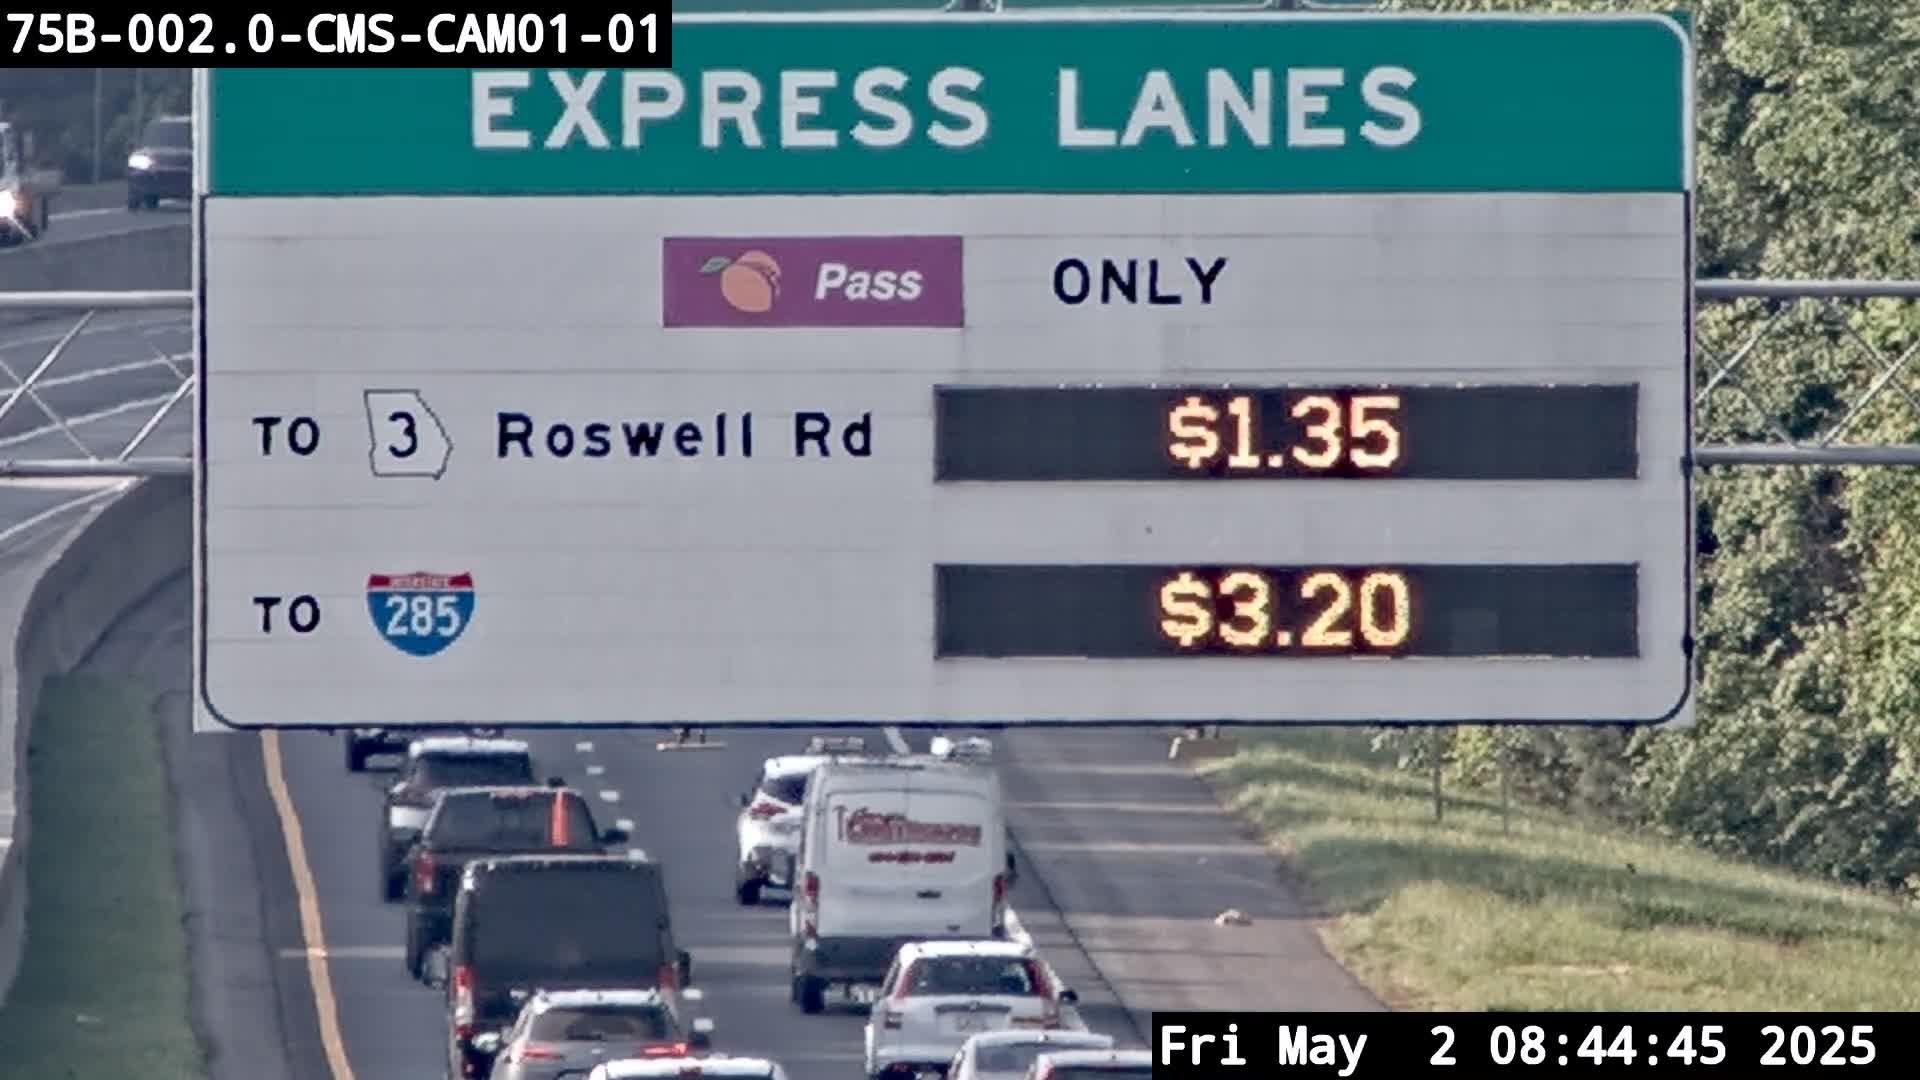 75B-002.0-CMS-CAM01-01
EXPRESS LANES
Pass ONLY
TO 3 Roswell Rd $1.35
INTERSTATE
TO 285 $3.20
Fri May 2 08:44:45 2025